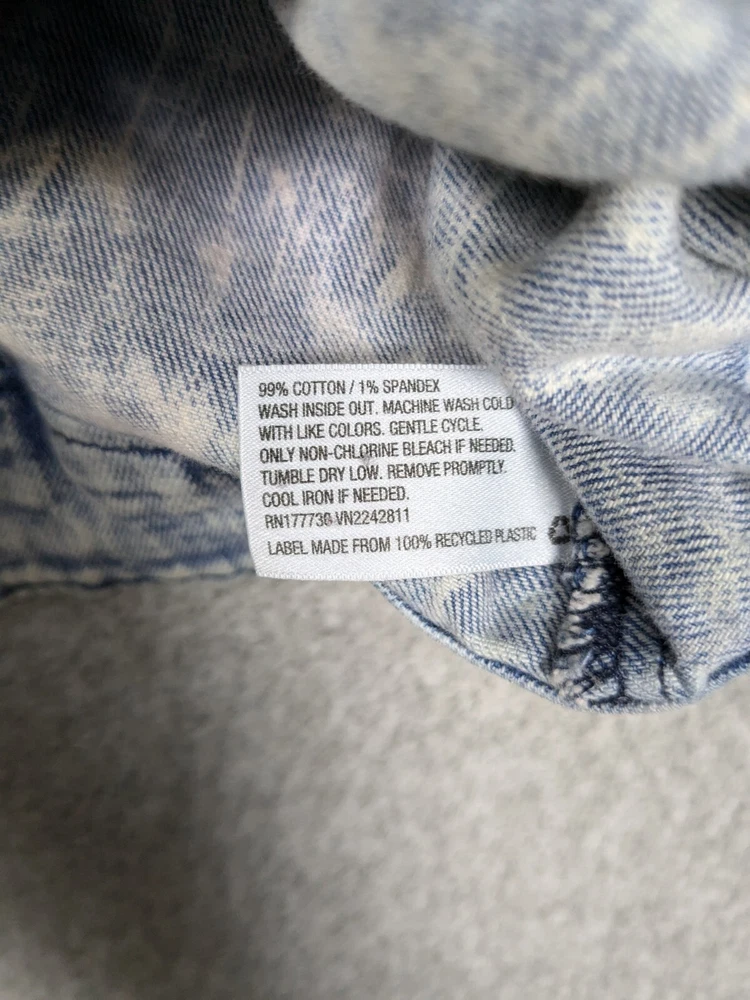 99% COTTON / 1% SPANDEX
WASH INSIDE OUT. MACHINE WASH COLD
WITH LIKE COLORS. GENTLE CYCLE.
ONLY NON-CHLORINE BLEACH IF NEEDED.
TUMBLE DRY LOW. REMOVE PROMPTLY.
COOL IRON IF NEEDED.
RN177730 VN2242811
LABEL MADE FROM 100% RECYCLED PLASTIC